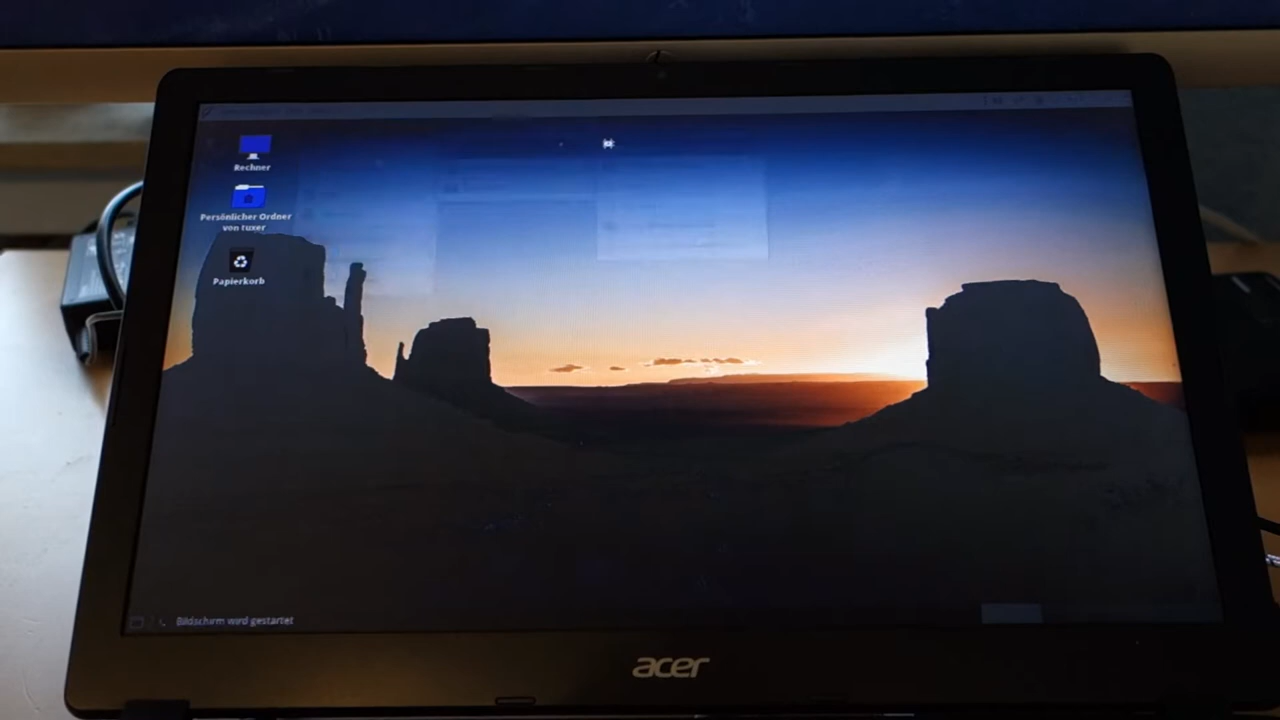 Rechner
Persönlicher Ordner
von tuxer
Papierkorb
Bildschirm wird gestartet
acer